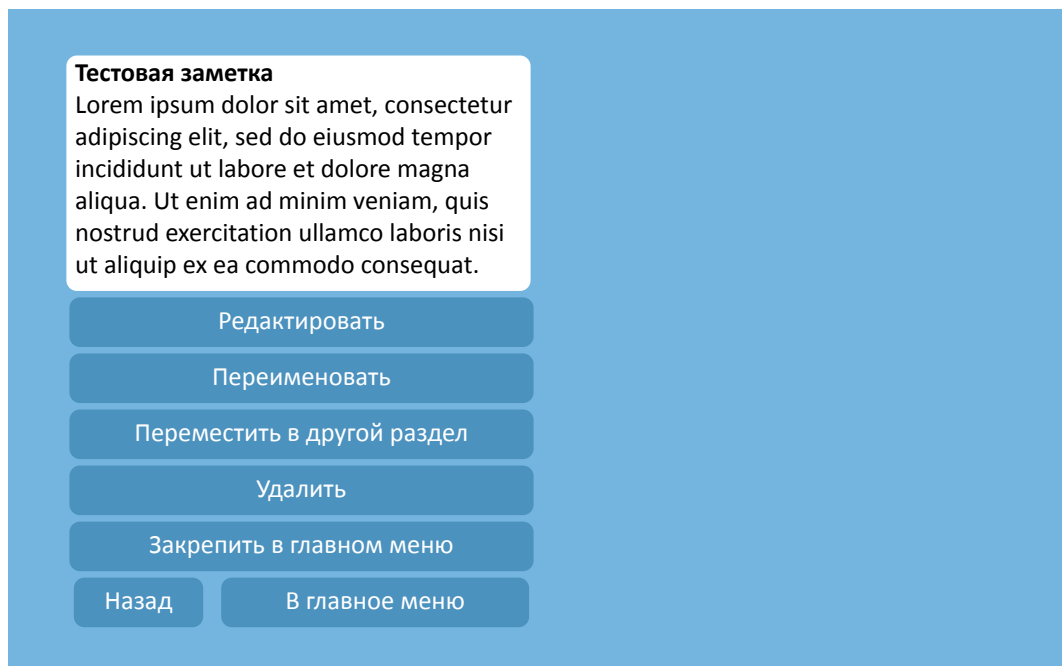 Тестовая заметка
Lorem ipsum dolor sit amet, consectetur
adipiscing elit, sed do eiusmod tempor
incididunt ut labore et dolore magna
aliqua. Ut enim ad minim veniam, quis
nostrud exercitation ullamco laboris nisi
ut aliquip ex ea commodo consequat.
Редактировать
Переименовать
Переместить в другой раздел
Удалить
Закрепить в главном меню
Назад
В главное меню